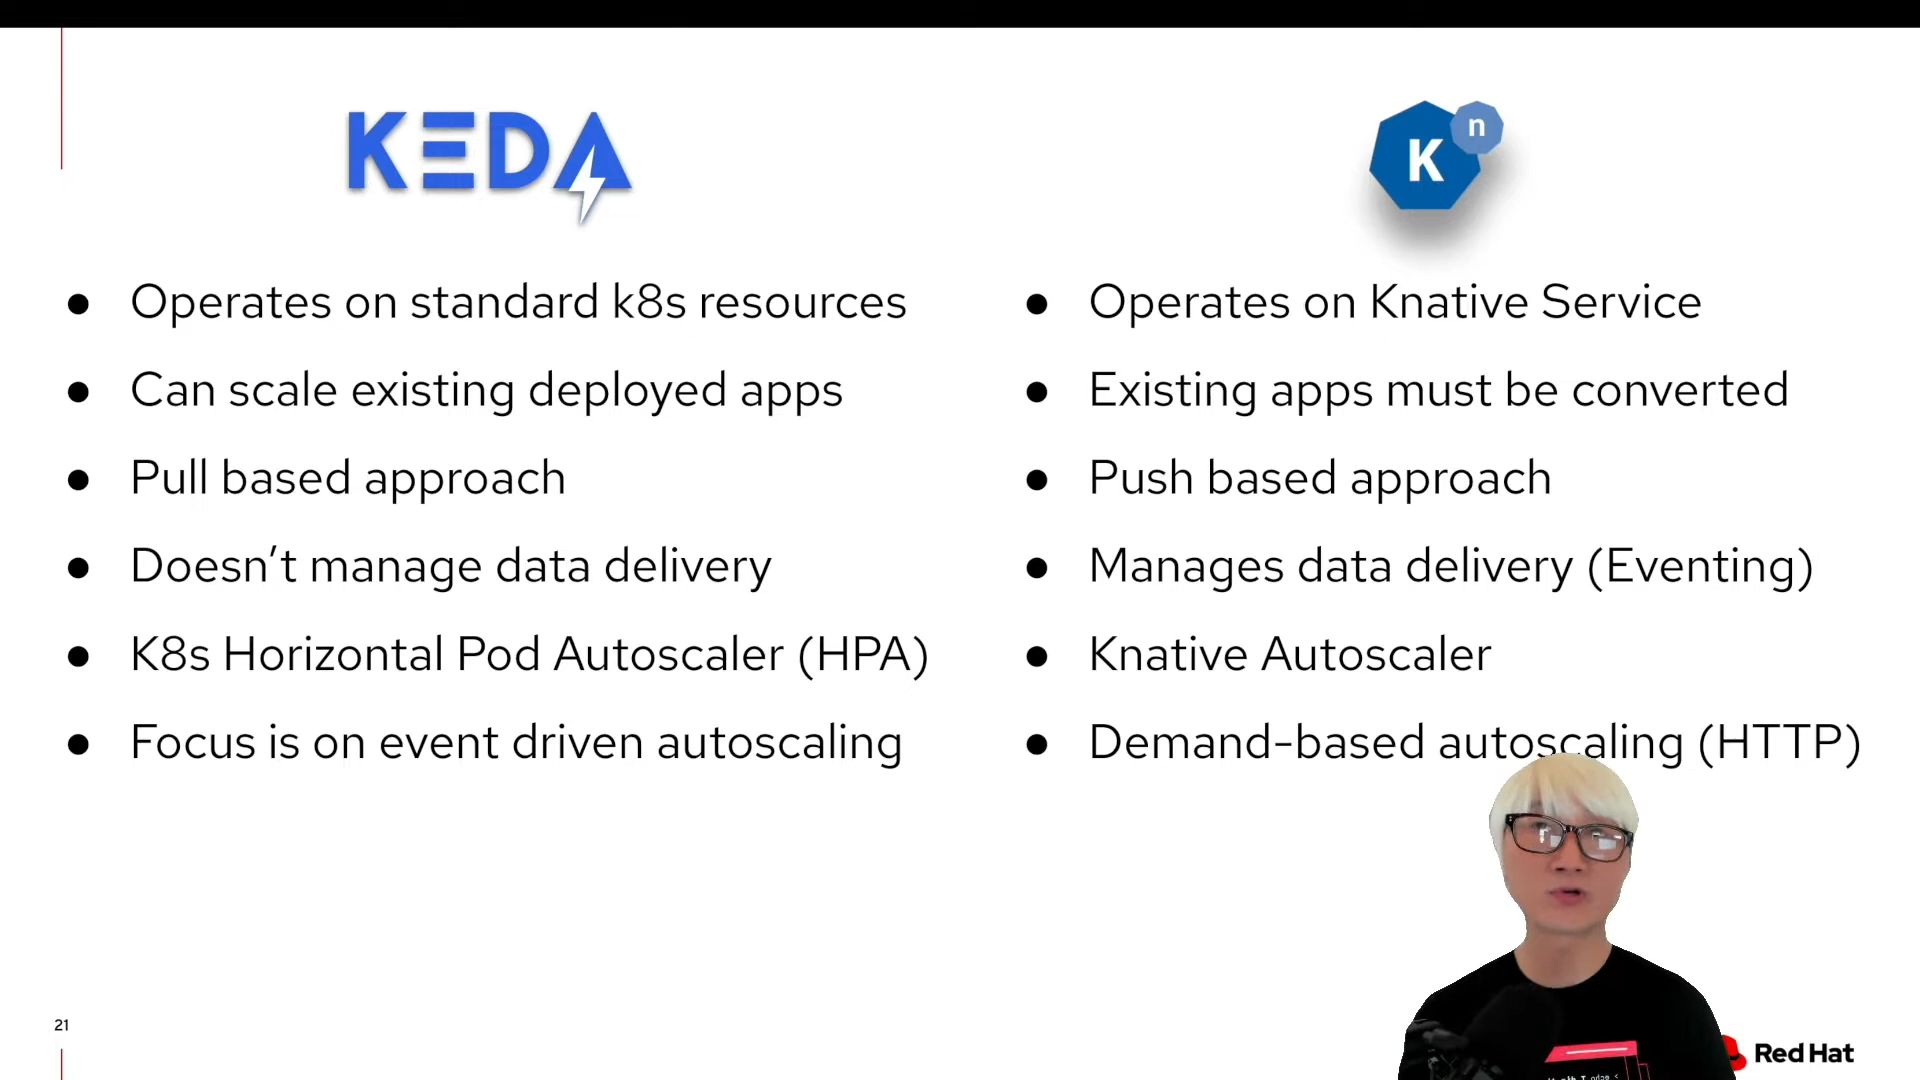 KEDA
● Operates on standard k8s resources
● Can scale existing deployed apps
● Pull based approach
● Doesn’t manage data delivery
● K8s Horizontal Pod Autoscaler (HPA)
● Focus is on event driven autoscaling
K n
● Operates on Knative Service
● Existing apps must be converted
● Push based approach
● Manages data delivery (Eventing)
● Knative Autoscaler
● Demand-based autoscaling (HTTP)
21
Red Hat